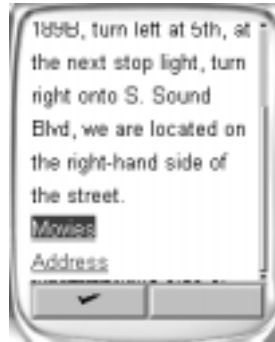 189B, turn left at 5th, at
the next stop light, turn
right onto S. Sound
Blvd, we are located on
the right-hand side of
the street.
Movies
Address